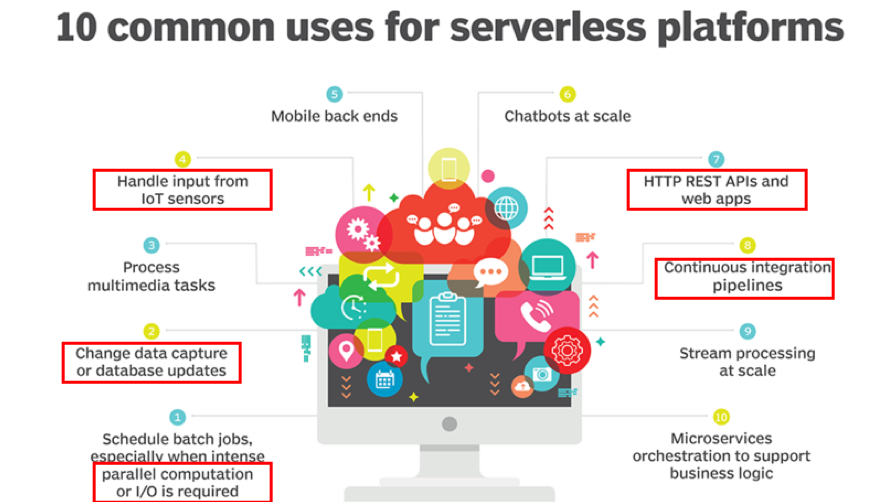 10 common uses for serverless platforms
5
Mobile back ends
6
Chatbots at scale
4
Handle input from
IoT sensors
7
HTTP REST APIs and
web apps
3
Process
multimedia tasks
8
Continuous integration
pipelines
2
Change data capture
or database updates
9
Stream processing
at scale
1
Schedule batch jobs,
especially when intense
parallel computation
or I/O is required
10
Microservices
orchestration to support
business logic